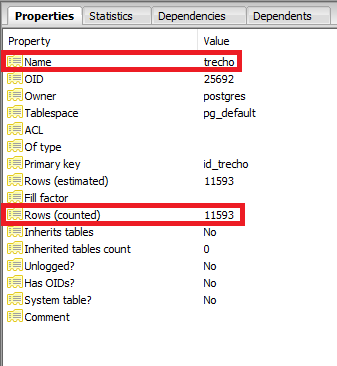 Properties Statistics Dependencies Dependents
Property Value
Name trecho
OID 25692
Owner postgres
Tablespace pg_default
ACL
Of type
Primary key id_trecho
Rows (estimated) 11593
Fill factor
Rows (counted) 11593
Inherits tables No
Inherited tables count 0
Unlogged? No
Has OIDs? No
System table? No
Comment